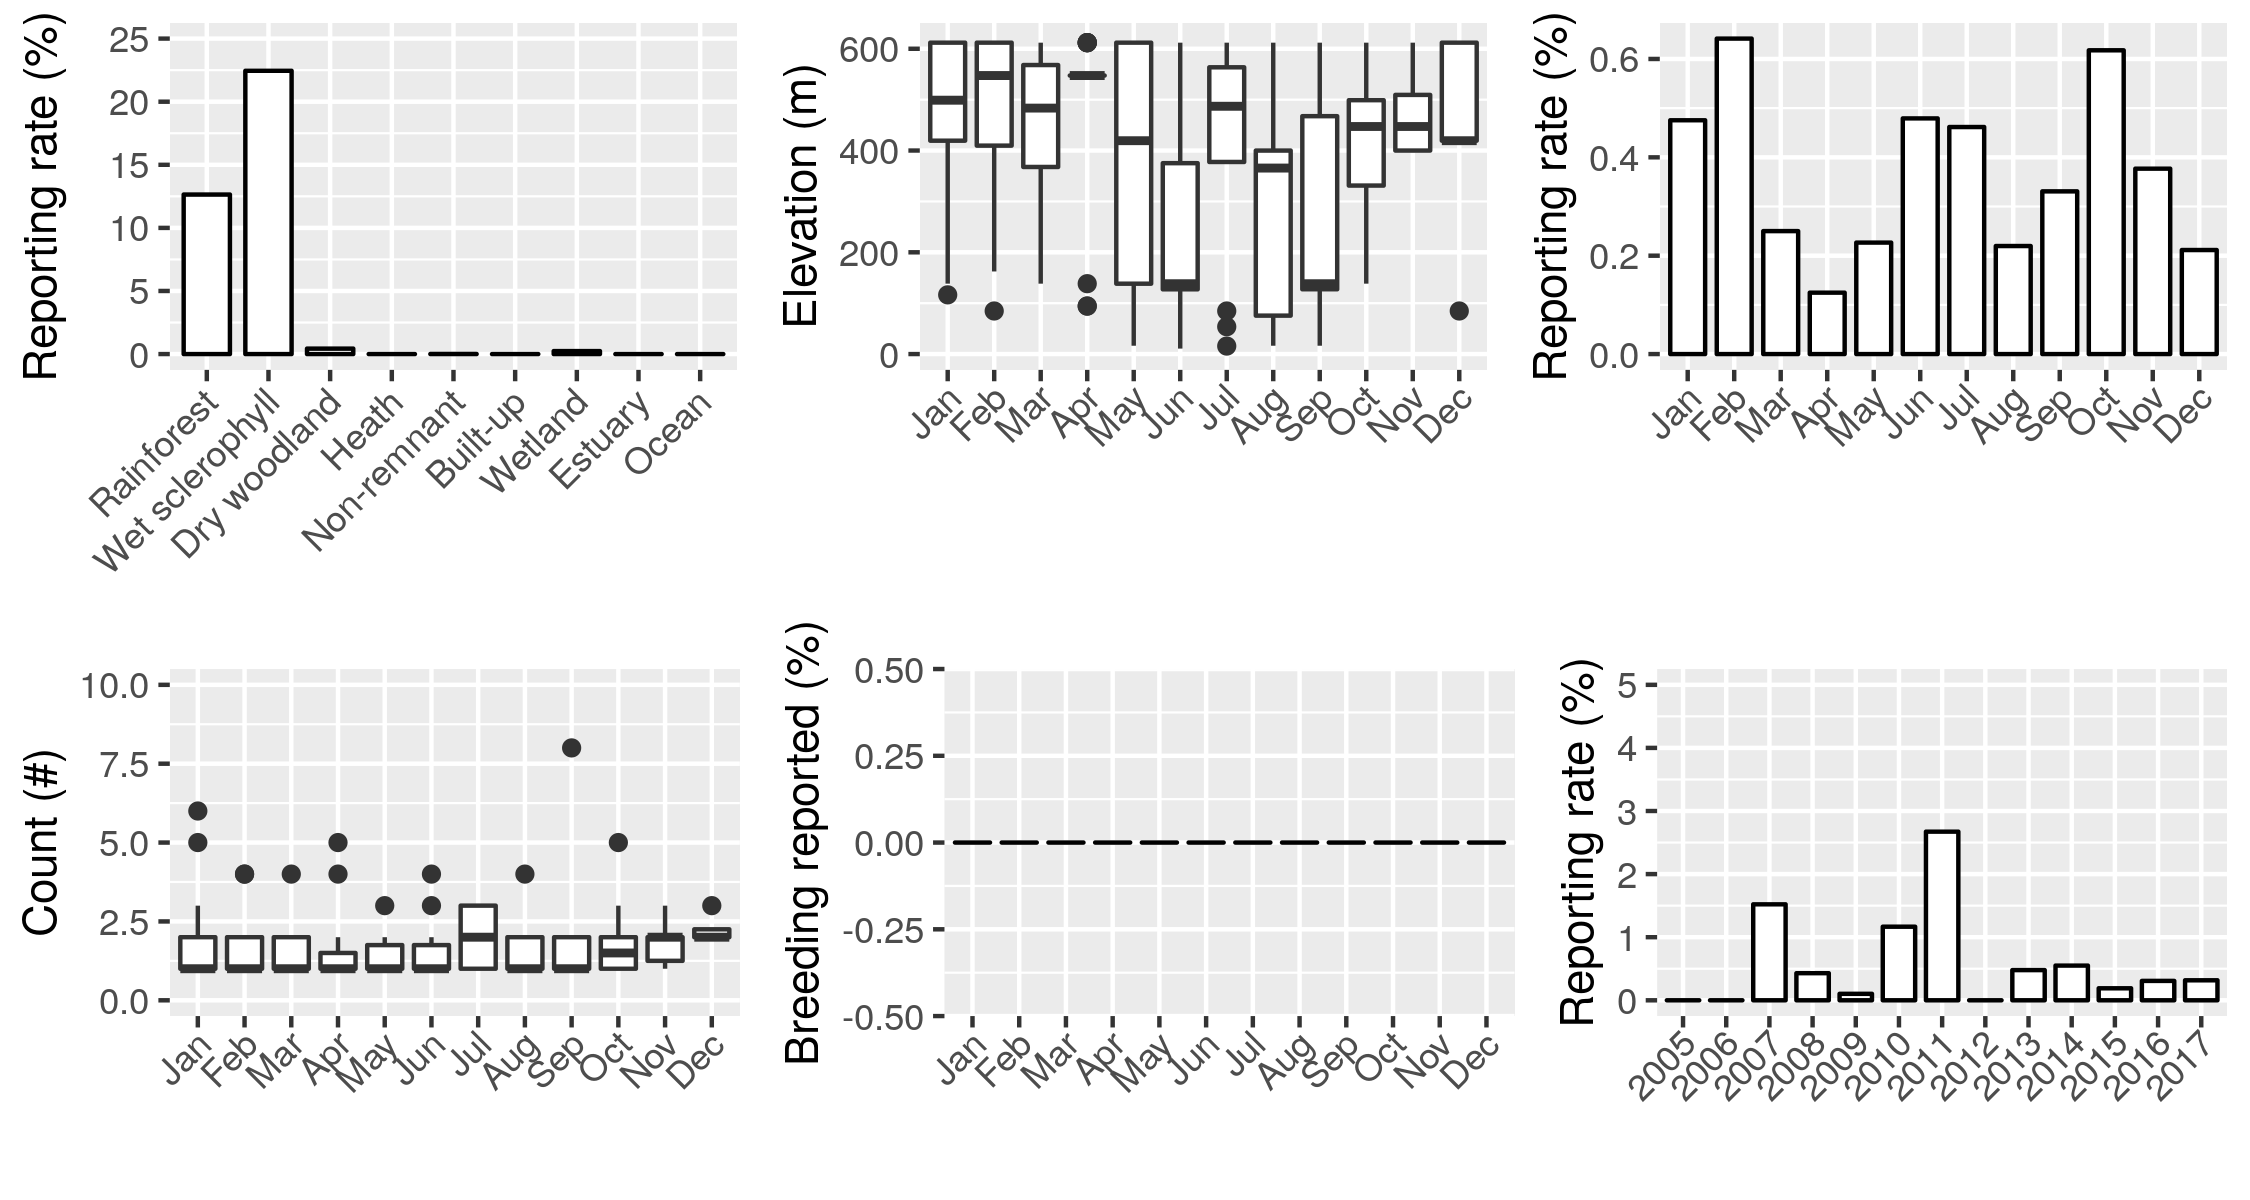 Reporting rate (%)
25
20
15
10
5
0
Rainforest
Wet sclerophyll
Dry woodland
Heath
Non-remnant
Built-up
Wetland
Estuary
Ocean
Elevation (m)
600
400
200
0
Jan
Feb
Mar
Apr
May
Jun
Jul
Aug
Sep
Oct
Nov
Dec
Reporting rate (%)
0.6
0.4
0.2
0.0
Jan
Feb
Mar
Apr
May
Jun
Jul
Aug
Sep
Oct
Nov
Dec
Count (#)
10.0
7.5
5.0
2.5
0.0
Jan
Feb
Mar
Apr
May
Jun
Jul
Aug
Sep
Oct
Nov
Dec
Breeding reported (%)
0.50
0.25
0.00
-0.25
-0.50
Jan
Feb
Mar
Apr
May
Jun
Jul
Aug
Sep
Oct
Nov
Dec
Reporting rate (%)
5
4
3
2
1
0
2005
2006
2007
2008
2009
2010
2011
2012
2013
2014
2015
2016
2017